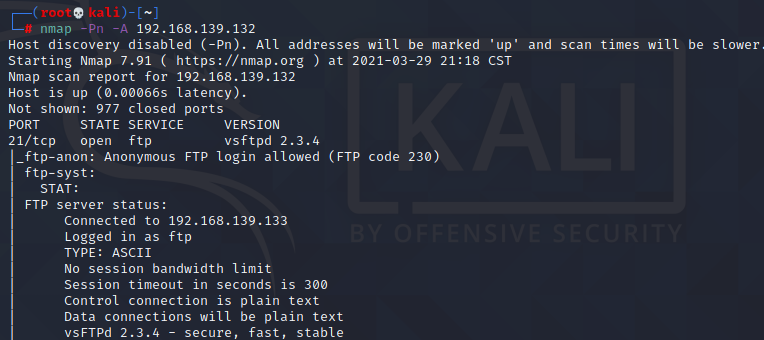 ┌──(root💀kali)-[~]
└─# nmap -Pn -A 192.168.139.132
Host discovery disabled (-Pn). All addresses will be marked 'up' and scan times will be slower.
Starting Nmap 7.91 ( https://nmap.org ) at 2021-03-29 21:18 CST
Nmap scan report for 192.168.139.132
Host is up (0.00066s latency).
Not shown: 977 closed ports
PORT     STATE SERVICE     VERSION
21/tcp   open  ftp         vsftpd 2.3.4
|_ftp-anon: Anonymous FTP login allowed (FTP code 230)
| ftp-syst:
|   STAT:
| FTP server status:
|      Connected to 192.168.139.133
|      Logged in as ftp
|      TYPE: ASCII
|      No session bandwidth limit
|      Session timeout in seconds is 300
|      Control connection is plain text
|      Data connections will be plain text
|      vsFTPd 2.3.4 - secure, fast, stable
KALI
BY OFFENSIVE SECURITY